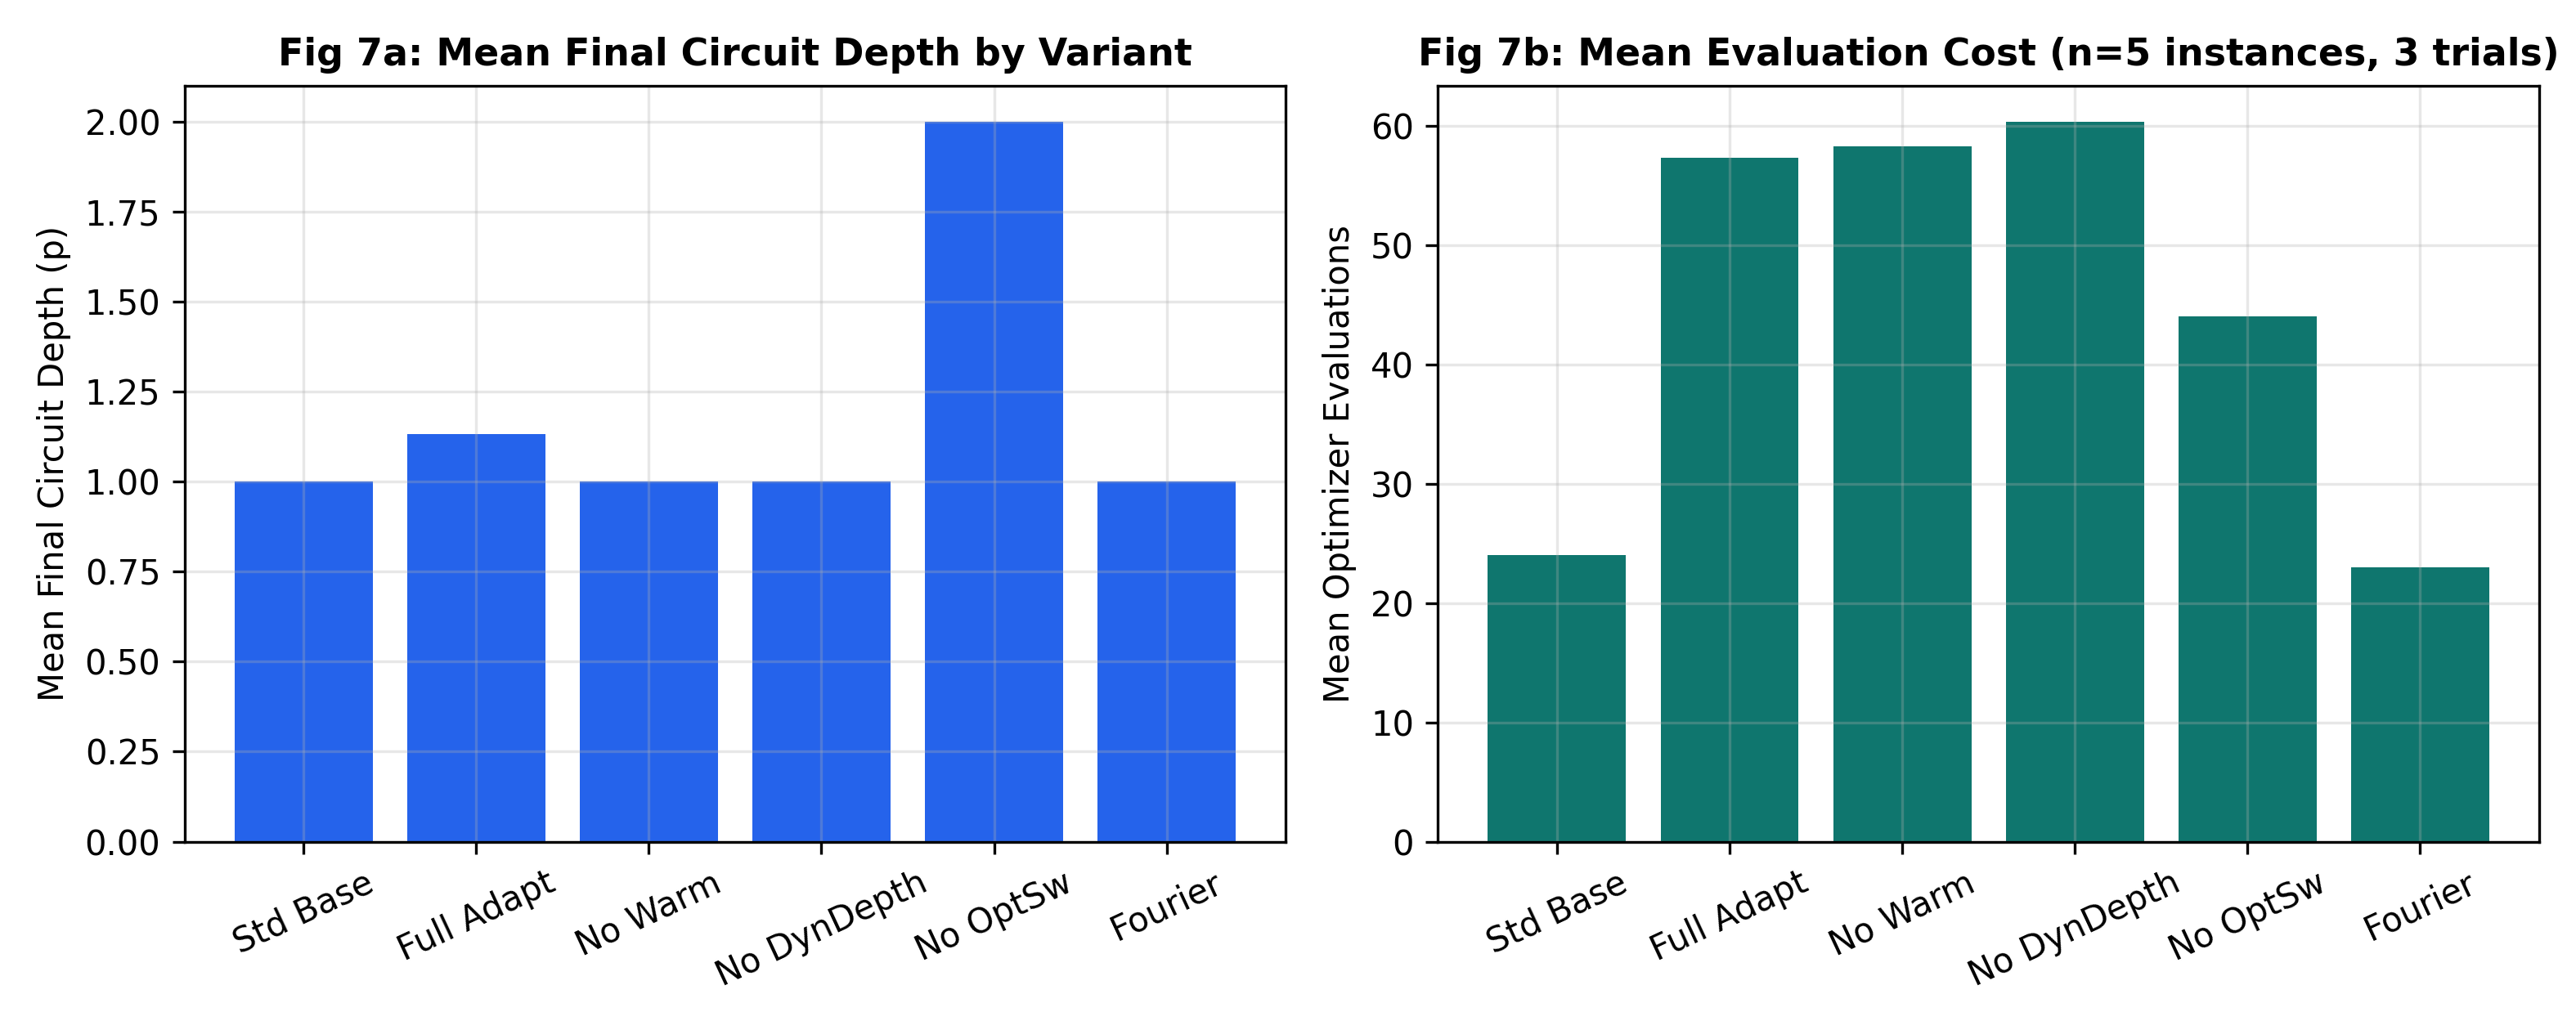 Fig 7a: Mean Final Circuit Depth by Variant
Mean Final Circuit Depth (p)
2.00
1.75
1.50
1.25
1.00
0.75
0.50
0.25
0.00
Std Base
Full Adapt
No Warm
No DynDepth
No OptSw
Fourier
Fig 7b: Mean Evaluation Cost (n=5 instances, 3 trials)
Mean Optimizer Evaluations
60
50
40
30
20
10
0
Std Base
Full Adapt
No Warm
No DynDepth
No OptSw
Fourier